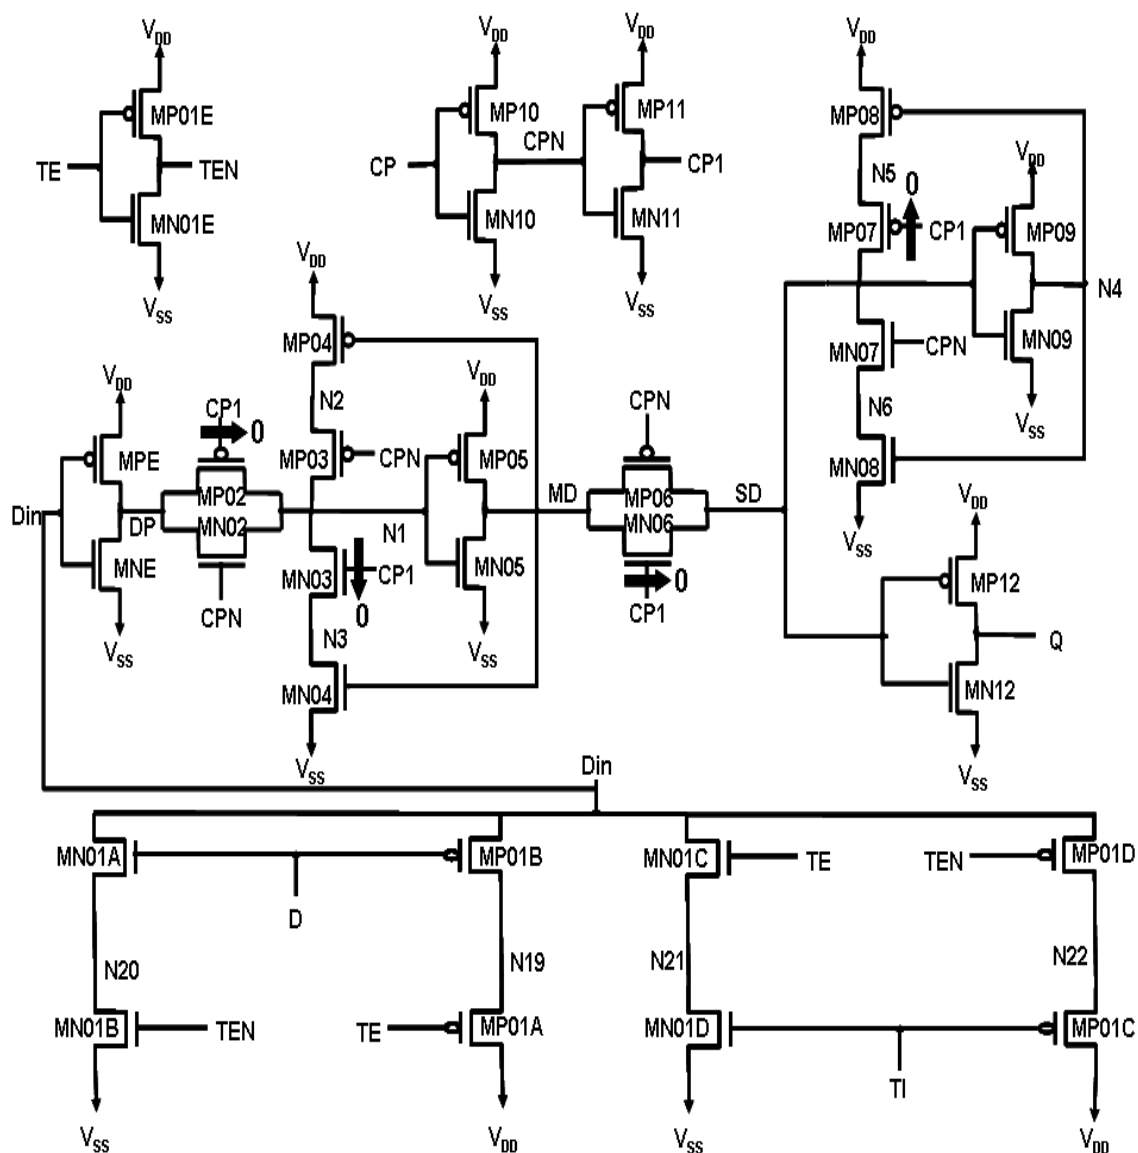 VDD VDD VDD VDD
MP01E MP10 MP11 MP08
TE TEN CP CPN CP1 N5 0 VDD
MN01E MN10 MN11 MP07 CP1 MP09
VSS VDD VSS VSS N4
MP04 MN07 CPN MN09
VDD N2 VDD CPN N6 VSS
CP1 0
MPE MP03 CPN MP05 MN08
MP02 MD MP06 SD VDD
Din DP MN02 N1 MN06 VSS
MNE MN03 CP1 MN05 0 MP12
CPN 0 CP1
VSS N3 VSS Q
MN04 MN12
VSS Din VSS
MN01A MP01B MN01C TE TEN MP01D
D
N20 N19 N21 N22
MN01B TEN TE MP01A MN01D MP01C
TI
VSS VDD VSS VDD